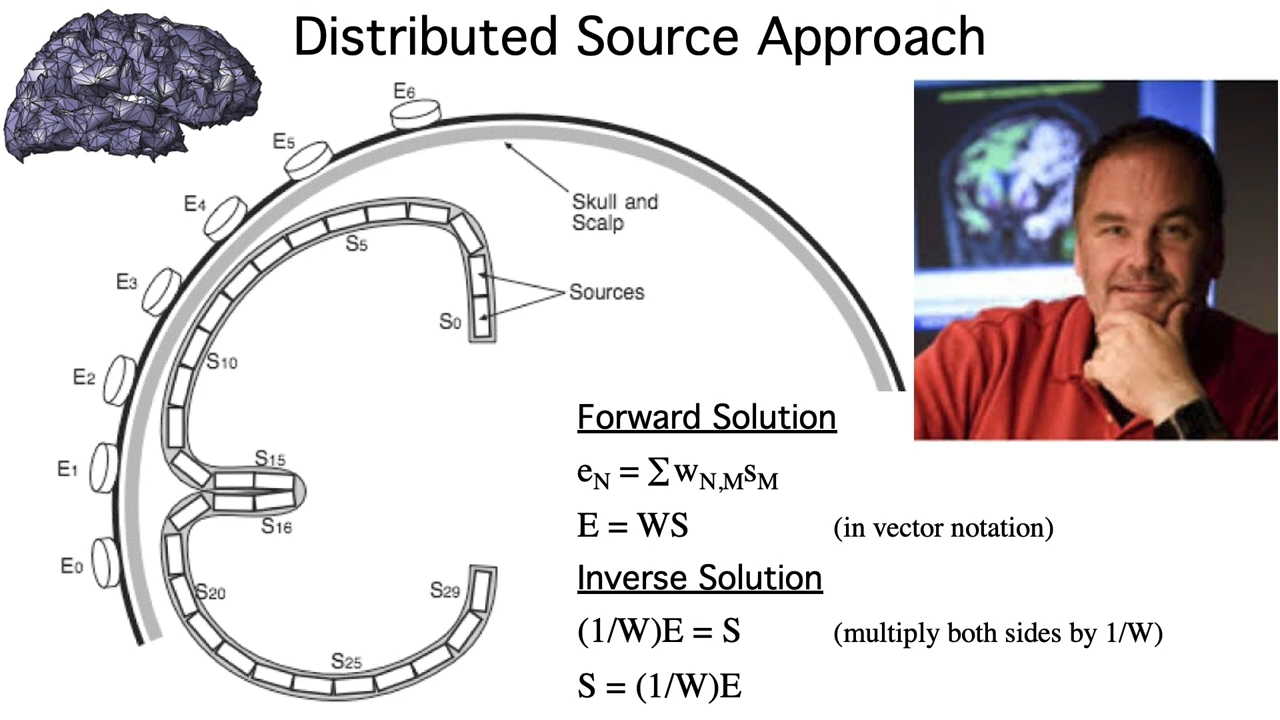 Distributed Source Approach
E6
E5
E4
E3
E2
E1
E0
Skull and
Scalp
Sources
S0
S5
S10
S15
S16
S20
S25
S29
Forward Solution
eN = ΣwN,MsM
E = WS (in vector notation)
Inverse Solution
(1/W)E = S (multiply both sides by 1/W)
S = (1/W)E